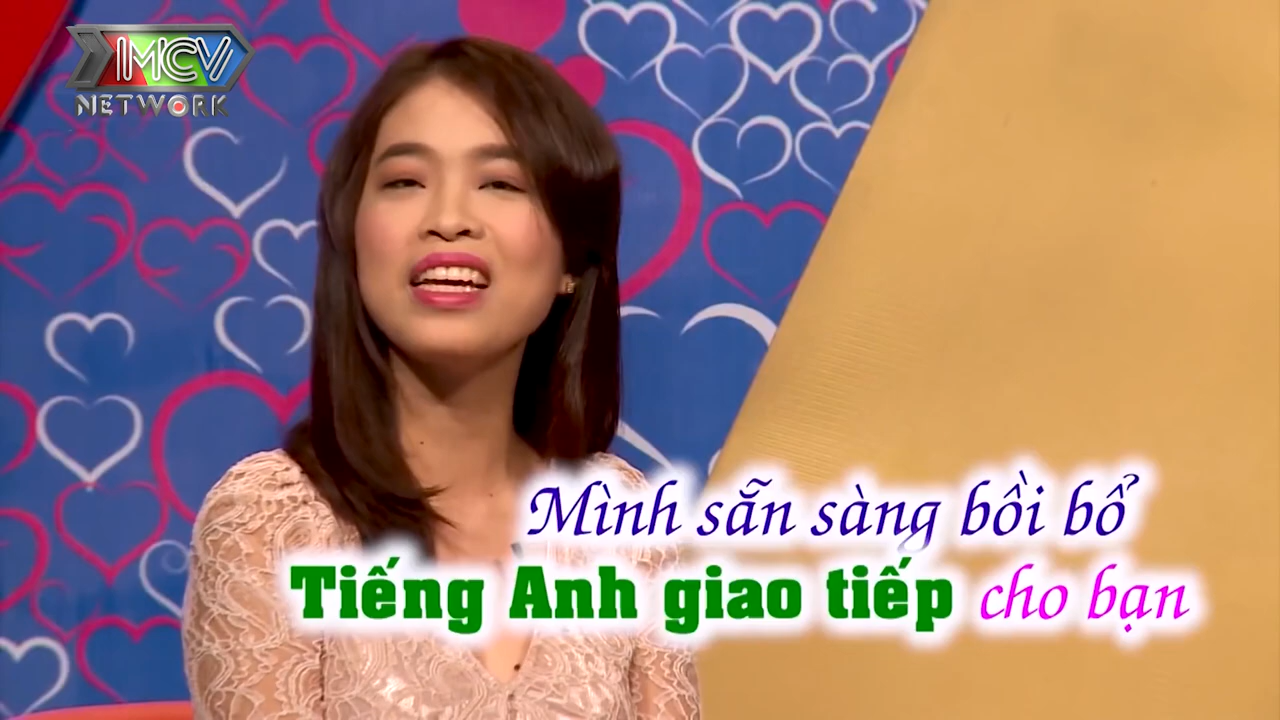 MCV
NETWORK
Mình sẵn sàng bồi bổ
Tiếng Anh giao tiếp cho bạn